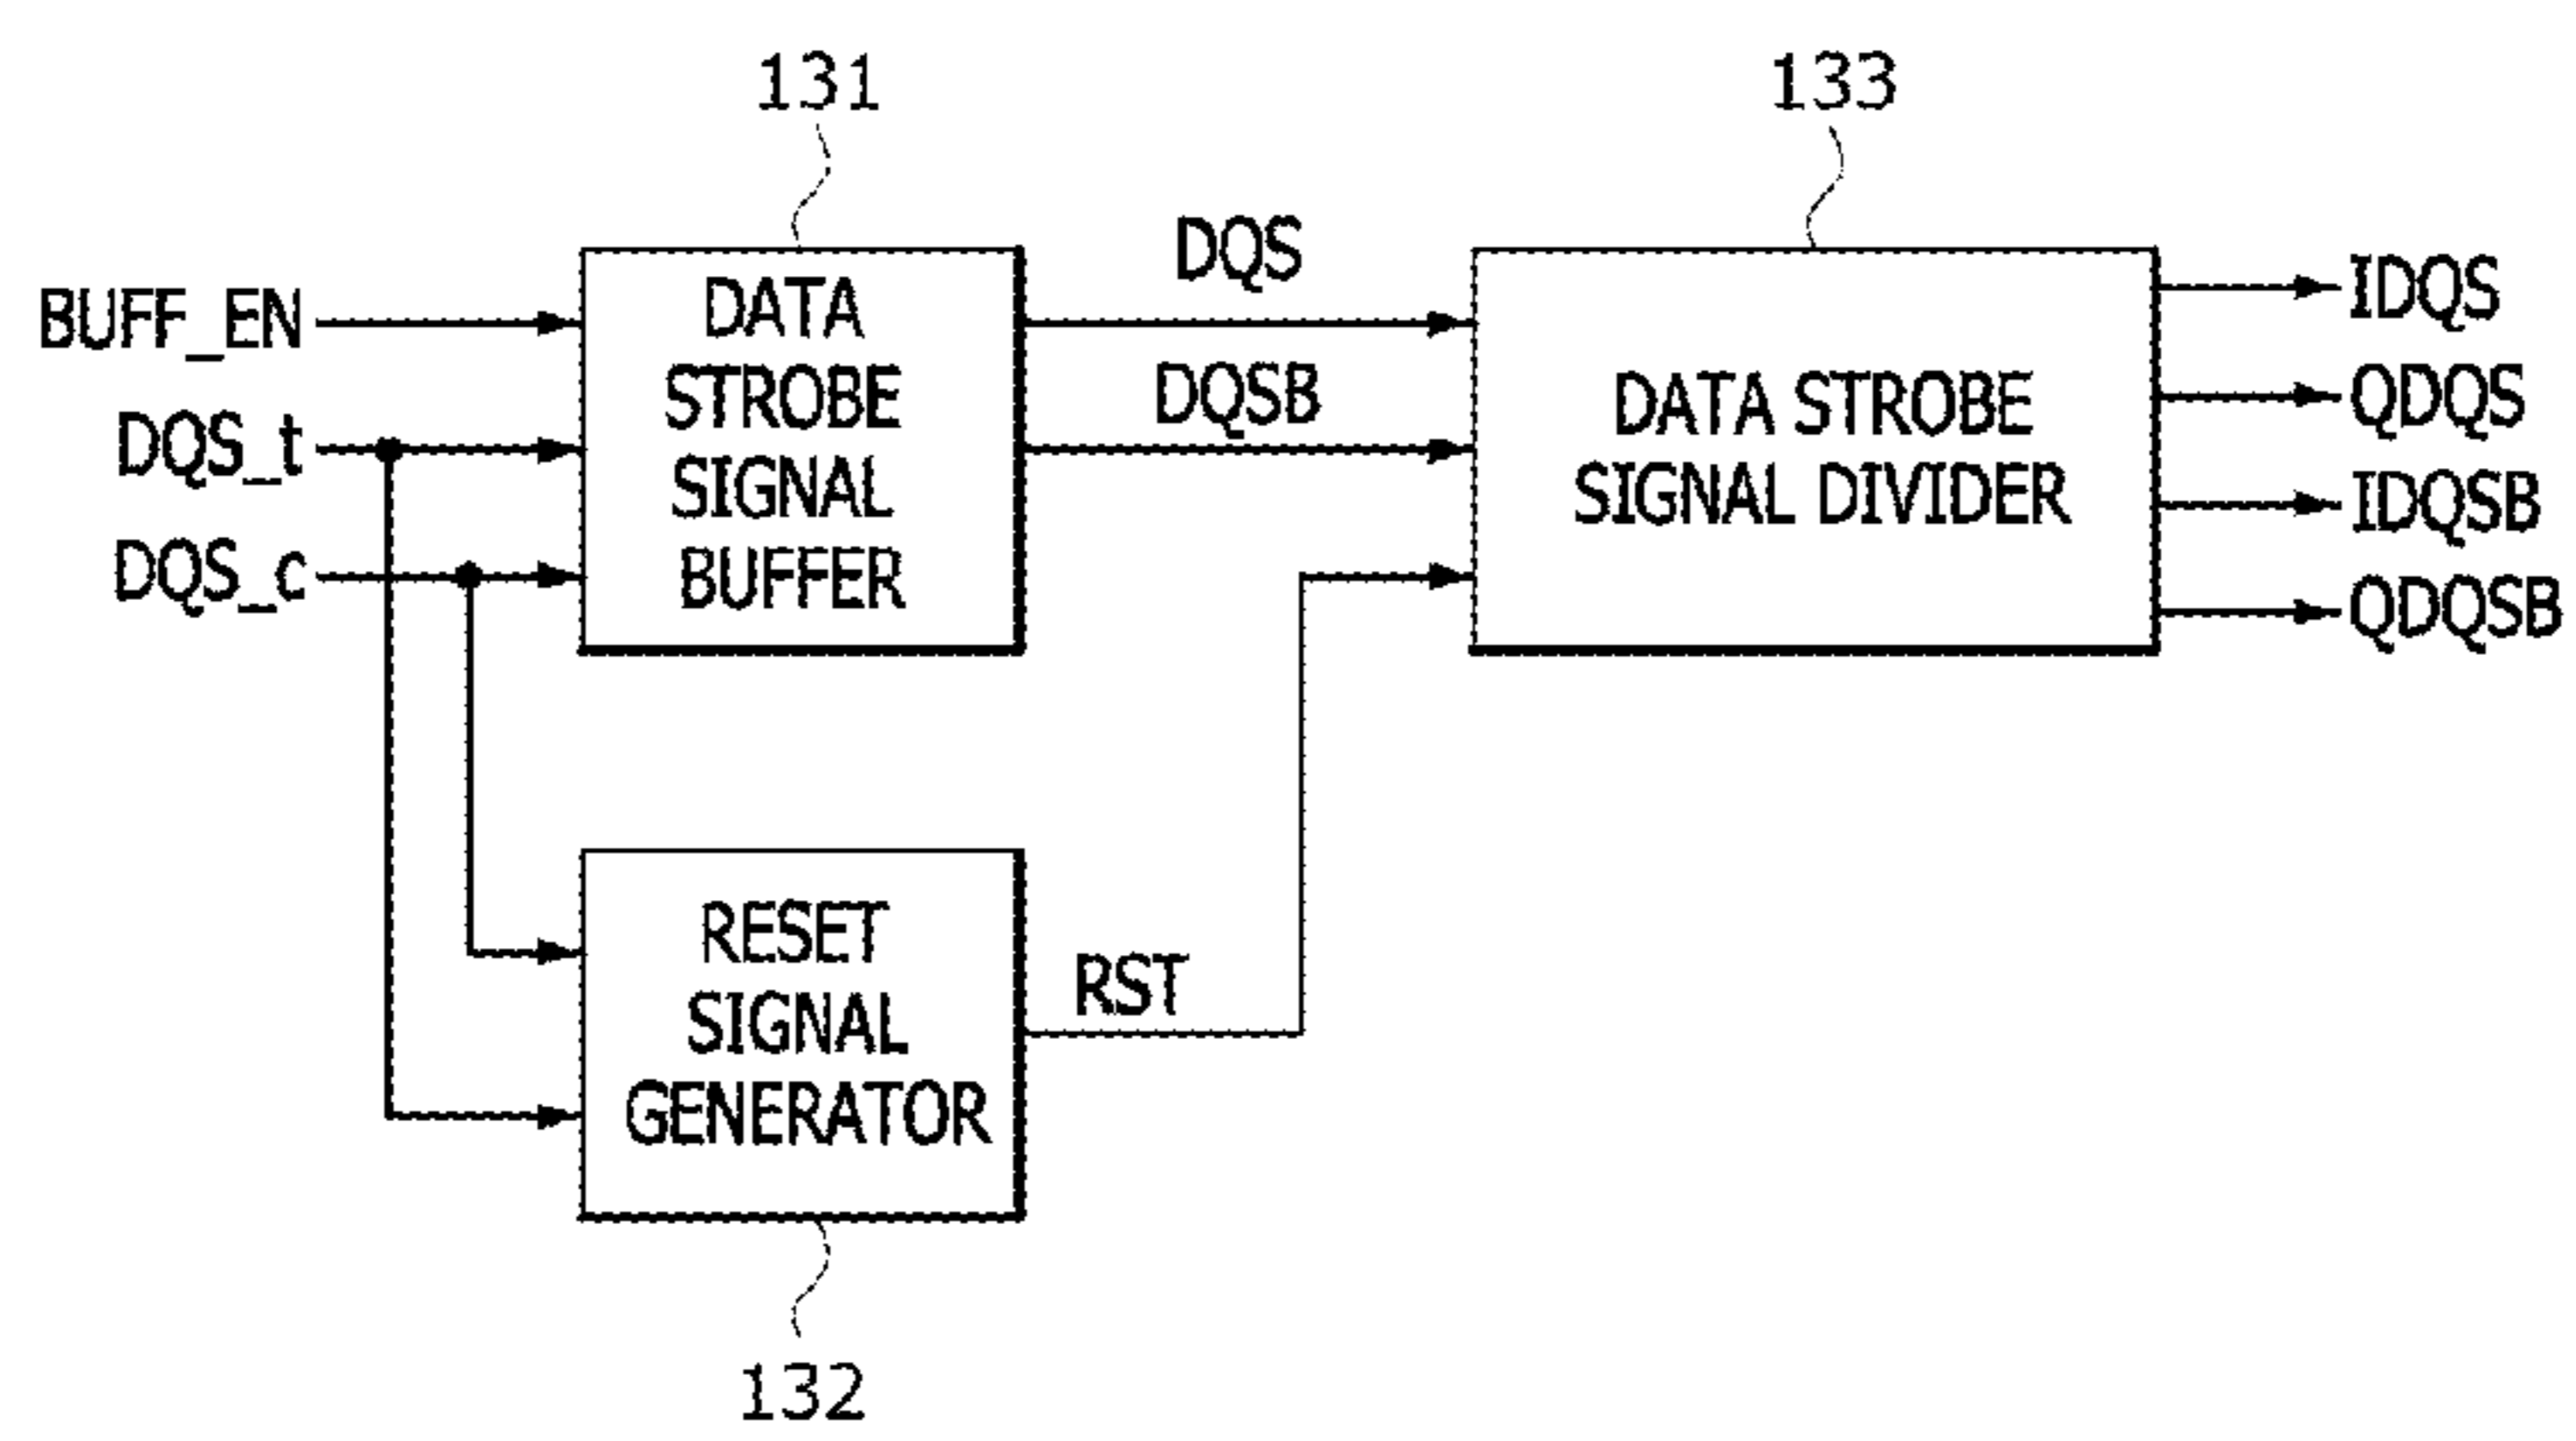 131
133
BUFF_EN
DQS_t
DQS_c
DATA
STROBE
SIGNAL
BUFFER
DQS
DQSB
DATA STROBE
SIGNAL DIVIDER
IDQS
QDQS
IDQSB
QDQSB
RESET
SIGNAL
GENERATOR
RST
132